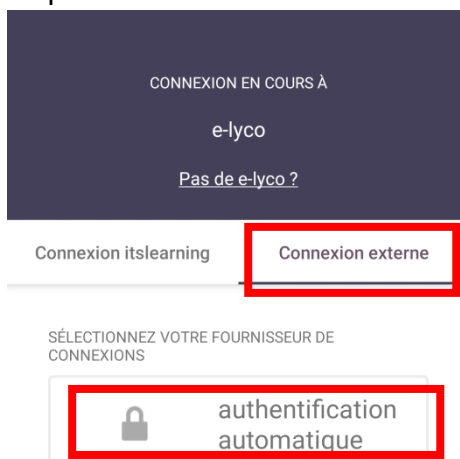 CONNEXION EN COURS À
e-lyco
Pas de e-lyco ?
Connexion itslearning
Connexion externe
SÉLECTIONNEZ VOTRE FOURNISSEUR DE
CONNEXIONS
authentification
automatique